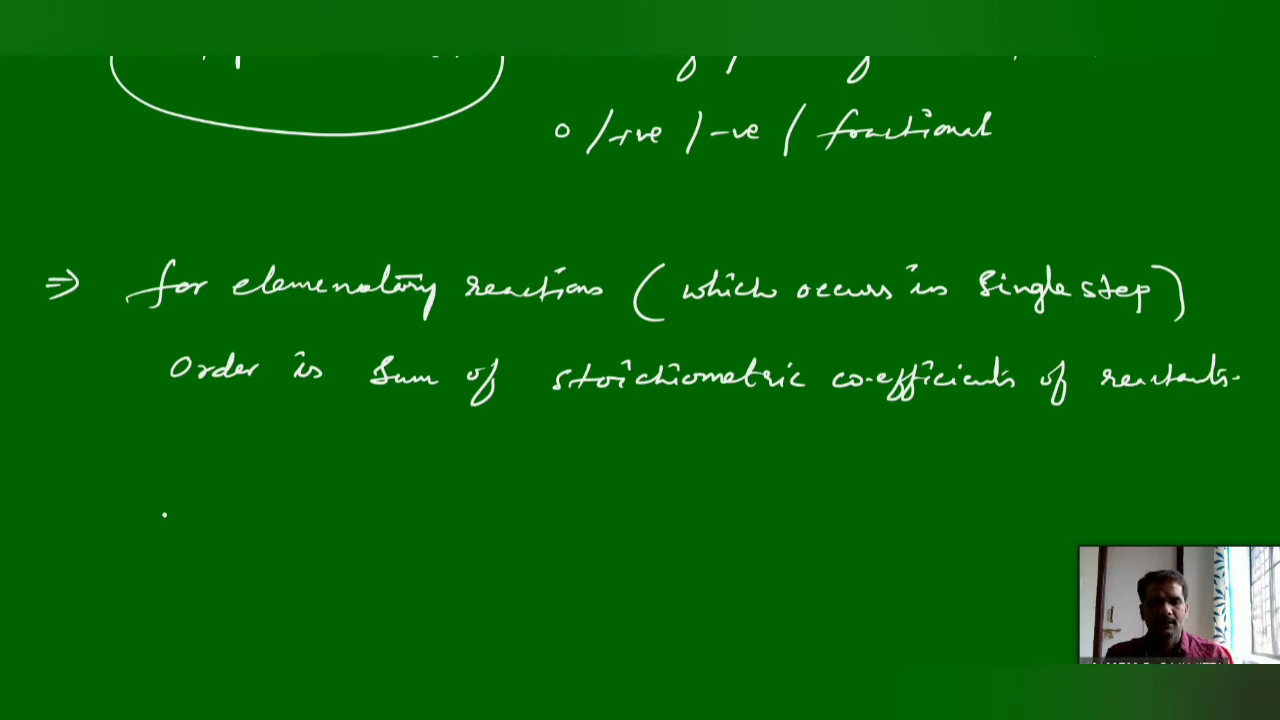 0 / +ve / -ve / fractional
⇒ for elemenatory reactions ( which occurs in single step )
Order is sum of stoichiometric co-efficients of reactants.